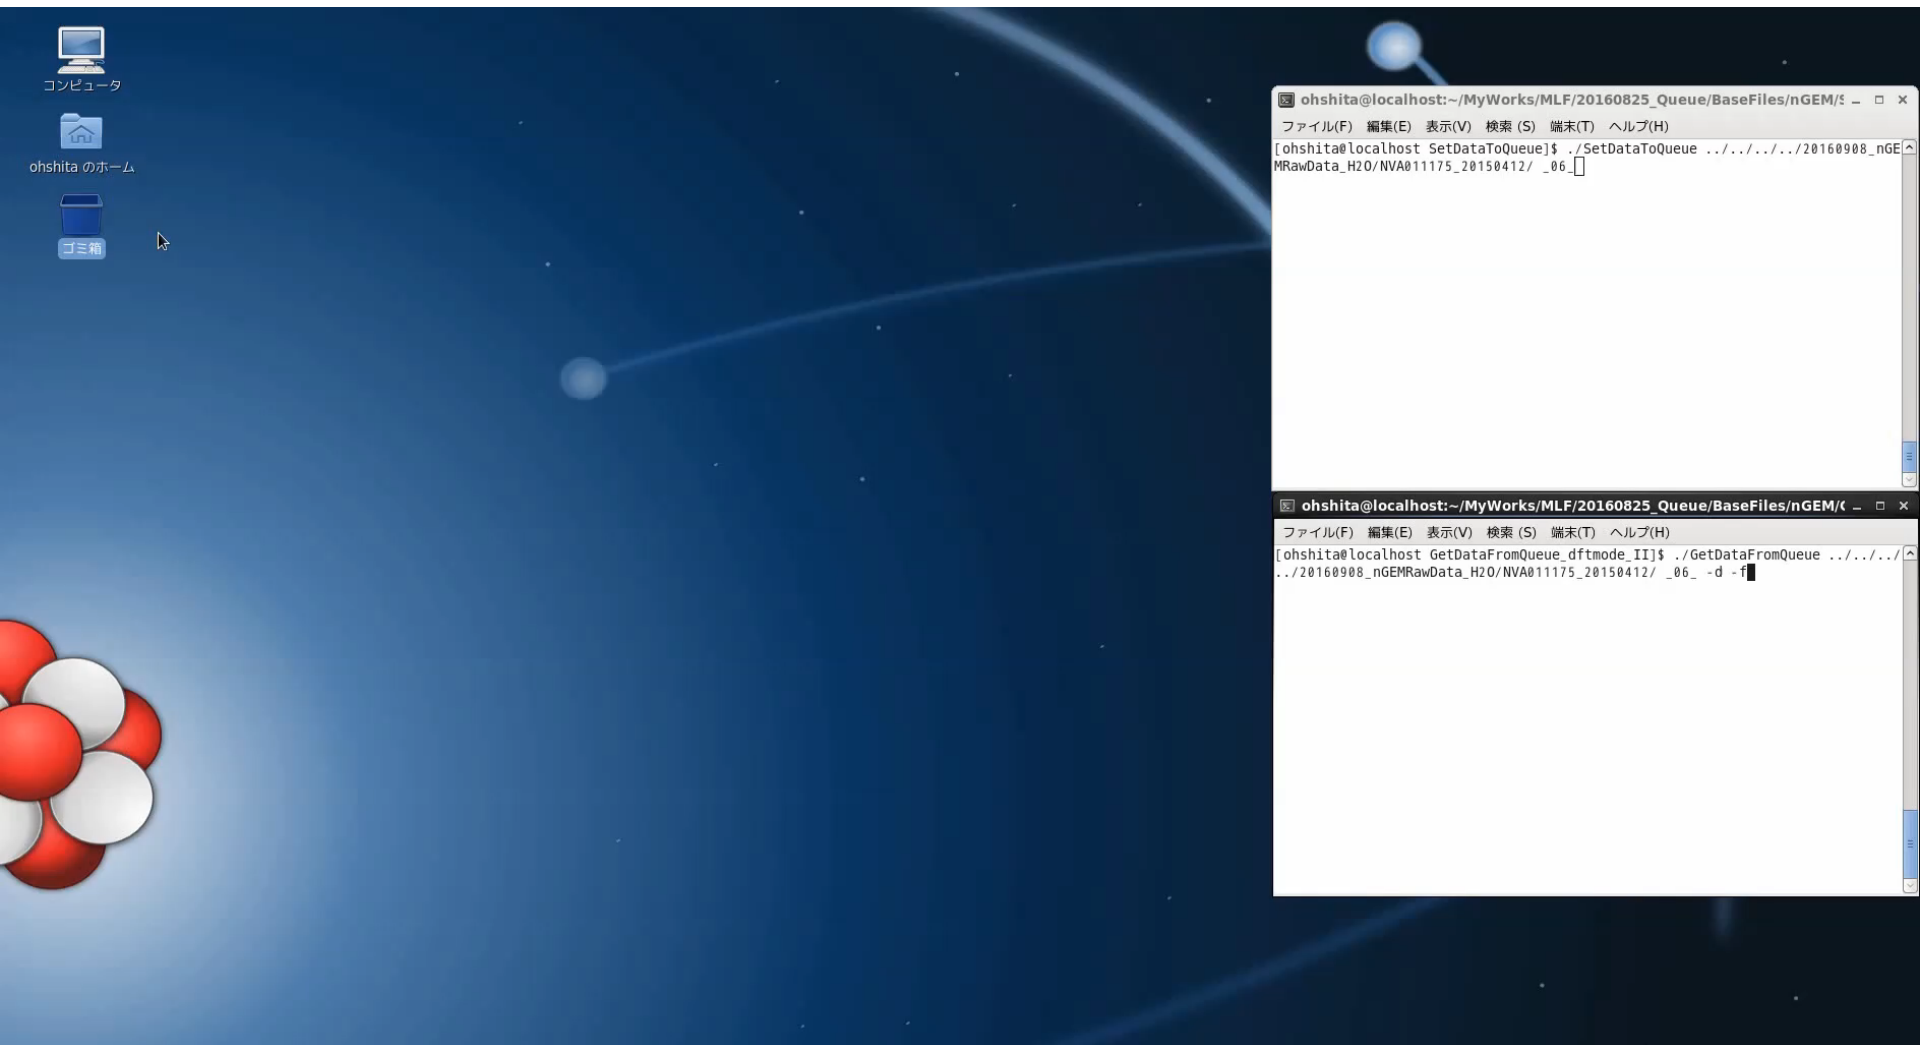 コンピュータ
ohshita のホーム
ゴミ箱
ohshita@localhost:~/MyWorks/MLF/20160825_Queue/BaseFiles/nGEM/S
ファイル(F) 編集(E) 表示(V) 検索 (S) 端末(T) ヘルプ(H)
[ohshita@localhost SetDataToQueue]$ ./SetDataToQueue ../../../../20160908_nGE
MRawData_H2O/NVA011175_20150412/ _06_
ohshita@localhost:~/MyWorks/MLF/20160825_Queue/BaseFiles/nGEM/
ファイル(F) 編集(E) 表示(V) 検索 (S) 端末(T) ヘルプ(H)
[ohshita@localhost GetDataFromQueue_dftmode_II]$ ./GetDataFromQueue ../../../
../20160908_nGEMRawData_H2O/NVA011175_20150412/ _06_ -d -f